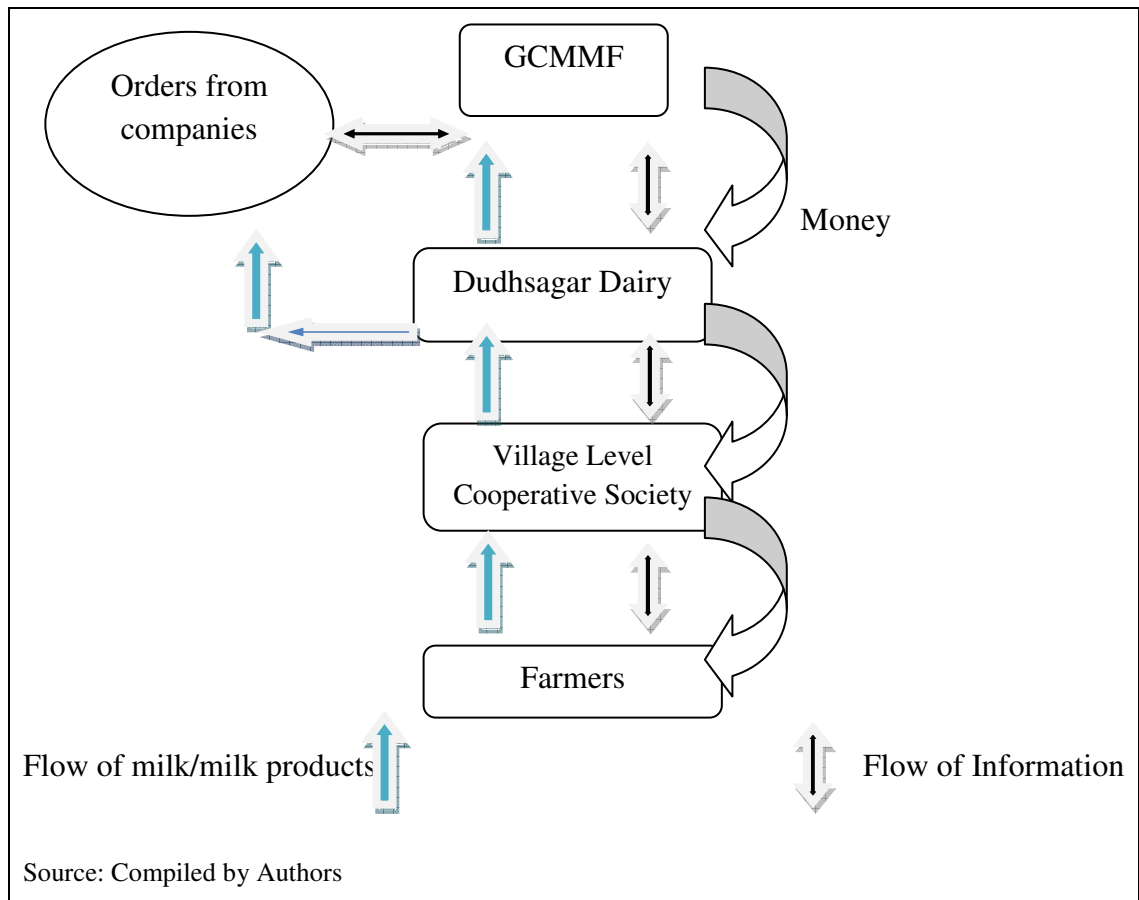 GCMMF
Orders from
companies
Money
Dudhsagar Dairy
Village Level
Cooperative Society
Farmers
Flow of milk/milk products
Flow of Information
Source: Compiled by Authors